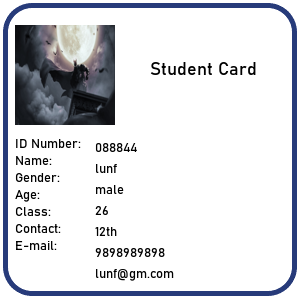 Student Card
ID Number: 088844
Name: lunf
Gender: male
Age: 26
Class: 12th
Contact: 9898989898
E-mail: lunf@gm.com